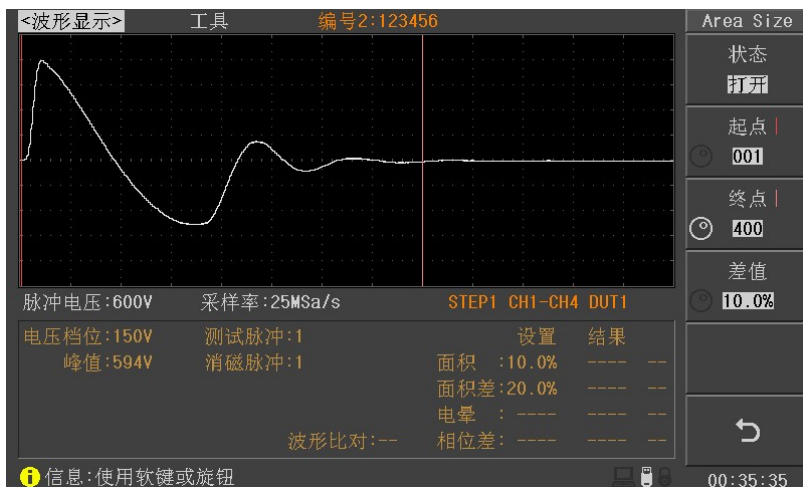 <波形显示> 工具 编号2:123456 Area Size
状态
打开
起点
001
终点
400
差值
10.0%
脉冲电压:600V 采样率:25MSa/s STEP1 CH1-CH4 DUT1
电压档位:150V 测试脉冲:1 设置 结果
峰值:594V 消磁脉冲:1 面积 :10.0% ---- --
面积差:20.0% ---- --
电晕 : ---- ---- --
波形比对:-- 相位差: ---- ---- --
信息:使用软键或旋钮 00:35:35